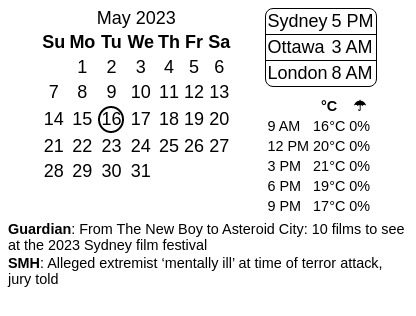 May 2023
Su Mo Tu We Th Fr Sa
1 2 3 4 5 6
7 8 9 10 11 12 13
14 15 16 17 18 19 20
21 22 23 24 25 26 27
28 29 30 31
Sydney 5 PM
Ottawa 3 AM
London 8 AM
°C ☂
9 AM 16°C 0%
12 PM 20°C 0%
3 PM 21°C 0%
6 PM 19°C 0%
9 PM 17°C 0%
Guardian: From The New Boy to Asteroid City: 10 films to see
at the 2023 Sydney film festival
SMH: Alleged extremist ‘mentally ill’ at time of terror attack,
jury told